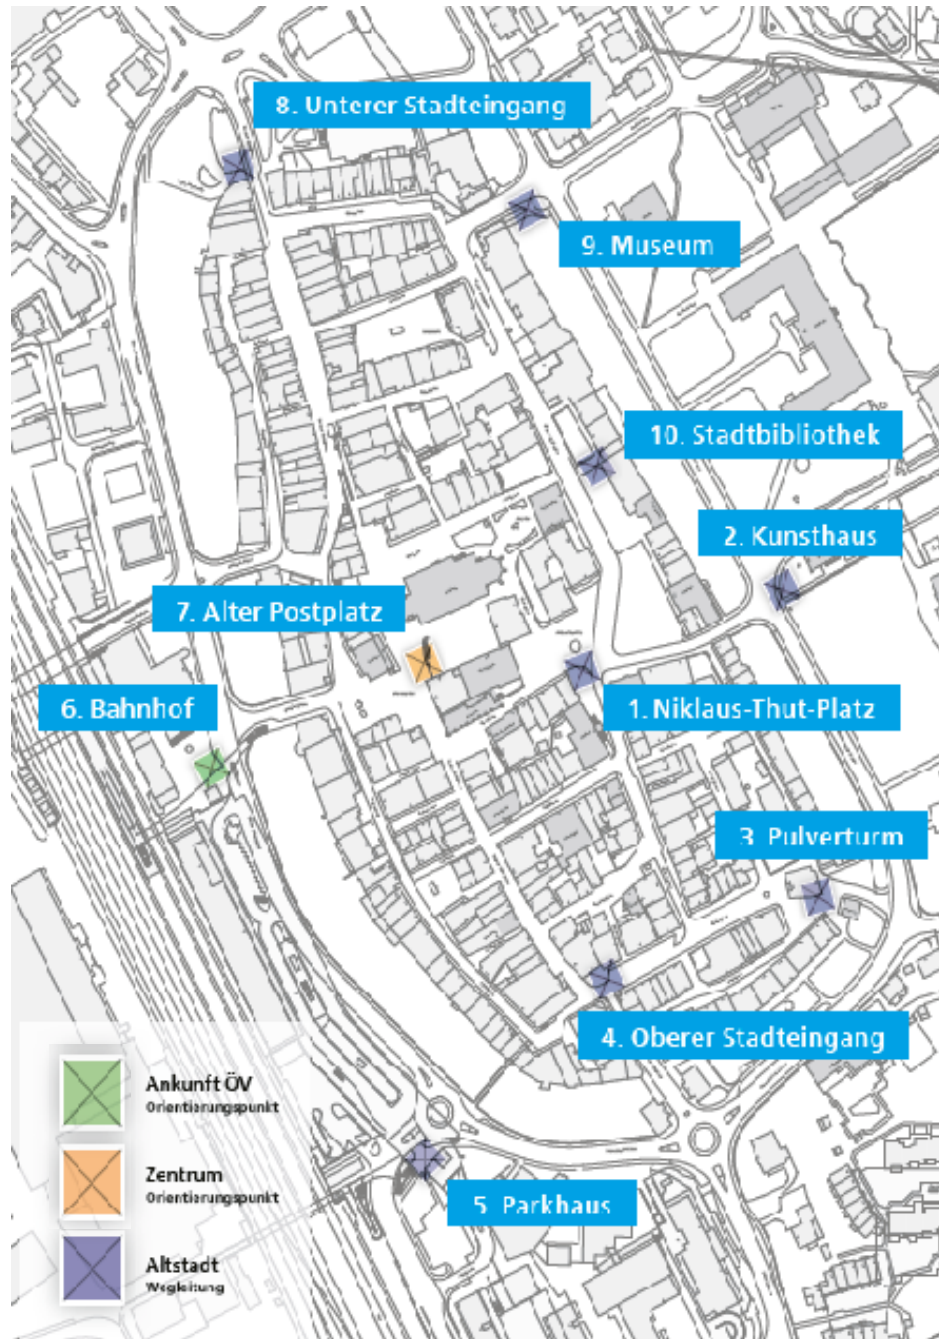 8. Unterer Stadteingang
9. Museum
10. Stadtbibliothek
2. Kunsthaus
7. Alter Postplatz
6. Bahnhof
1. Niklaus-Thut-Platz
3. Pulverturm
4. Oberer Stadteingang
5. Parkhaus
Ankunft ÖV
Orientierungspunkt
Zentrum
Orientierungspunkt
Altstadt
Wegleitung